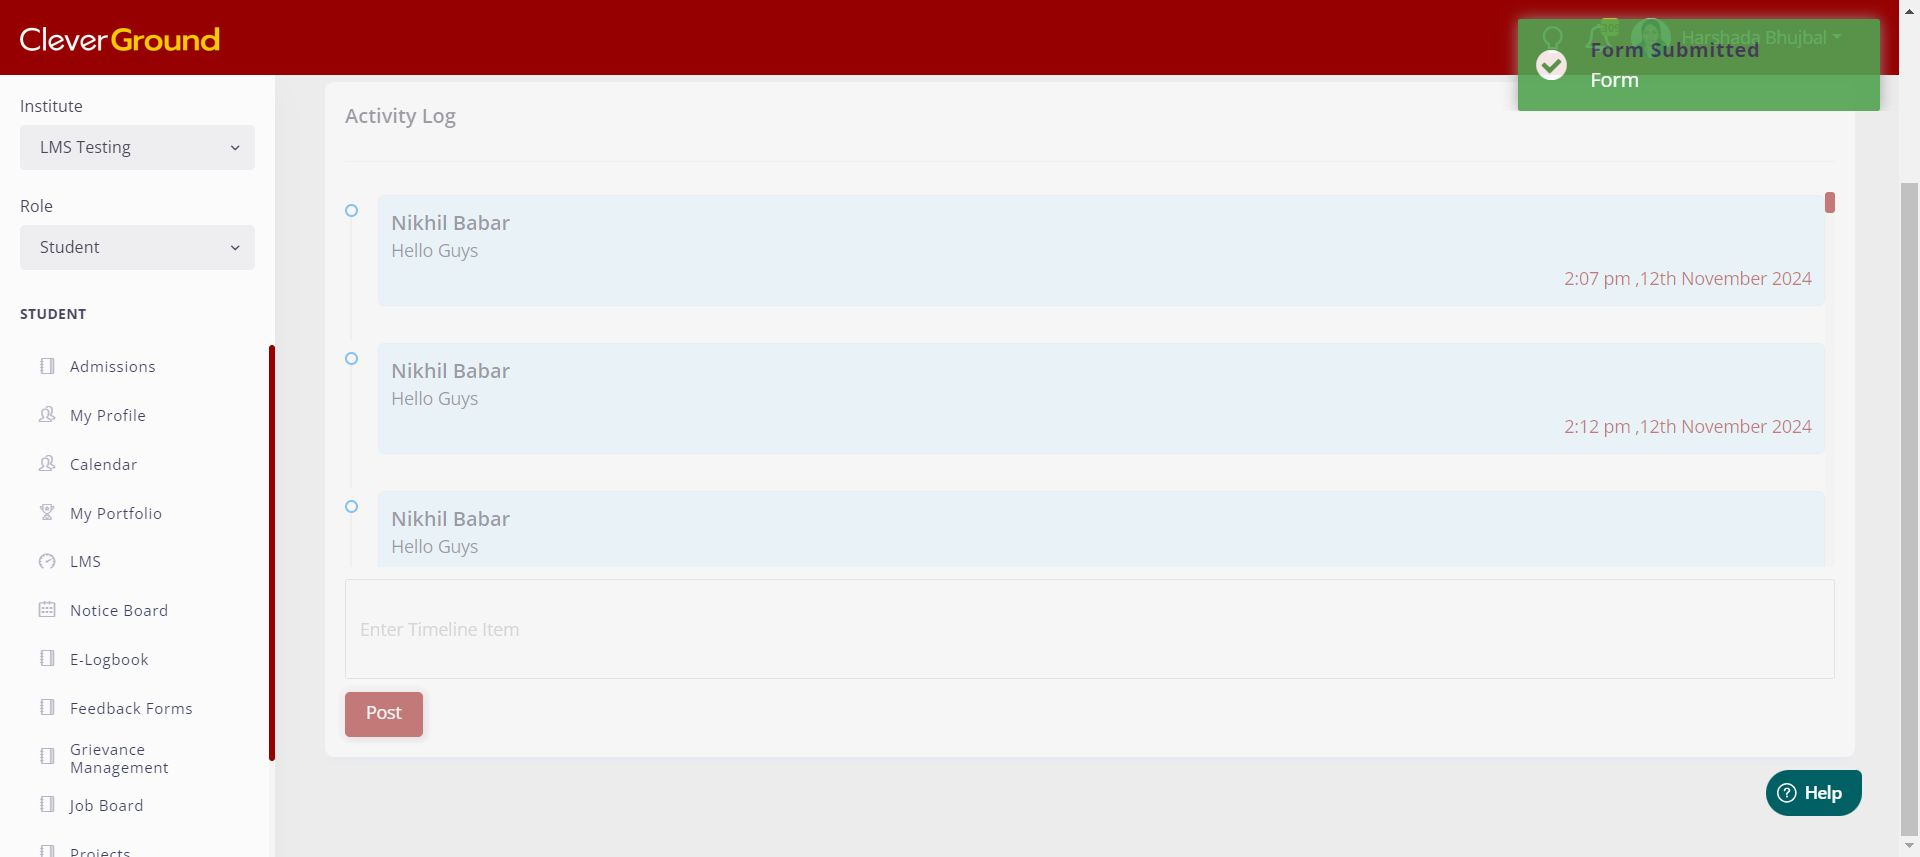 CleverGround
Harshada Bhujbal
Form Submitted
Form
Institute
LMS Testing
Role
Student
STUDENT
Admissions
My Profile
Calendar
My Portfolio
LMS
Notice Board
E-Logbook
Feedback Forms
Grievance
Management
Job Board
Projects
Activity Log
Nikhil Babar
Hello Guys
2:07 pm ,12th November 2024
Nikhil Babar
Hello Guys
2:12 pm ,12th November 2024
Nikhil Babar
Hello Guys
Enter Timeline Item
Post
Help